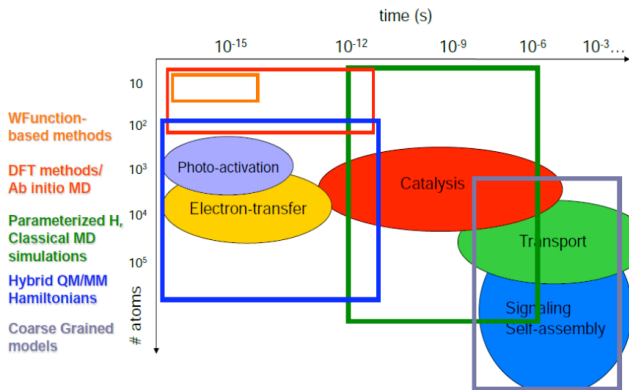 time (s)
10-15
10-12
10-9
10-6
10-3...
10
102
103
104
105
# atoms
WFunction-
based methods
DFT methods/
Ab initio MD
Parameterized H,
Classical MD
simulations
Hybrid QM/MM
Hamiltonians
Coarse Grained
models
Photo-activation
Electron-transfer
Catalysis
Transport
Signaling
Self-assembly